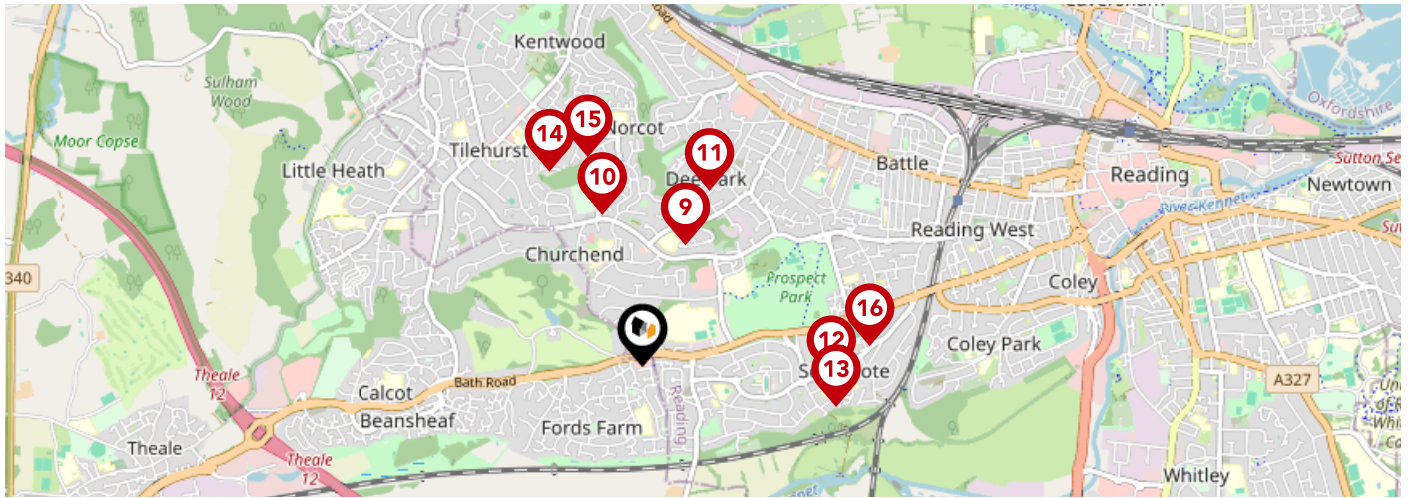 Kentwood
Road
Sulham
Wood
Oxfordshire
Moor Copse
14
15
Norcot
Tilehurst
11
Battle
Little Heath
10
Reading
Newtown
9
River Kennet
Reading West
Churchend
340
Prospect
Park
Coley
16
12
Coley Park
13
Theale
12
Bath Road
Calcot
A327
Beansheaf
Reading
Fords Farm
Theale
Theale
12
Whitley